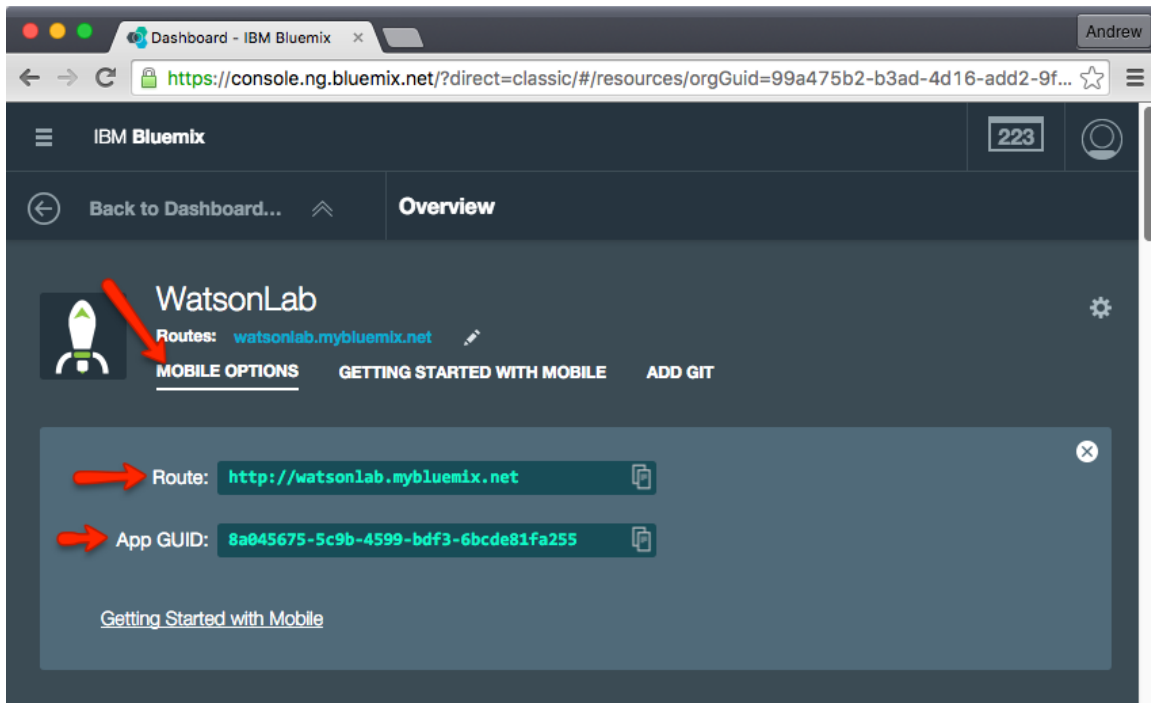 Dashboard - IBM Bluemix
Andrew
https://console.ng.bluemix.net/?direct=classic/#/resources/orgGuid=99a475b2-b3ad-4d16-add2-9f...
IBM Bluemix
223
Back to Dashboard...
Overview
WatsonLab
Routes: watsonlab.mybluemix.net
MOBILE OPTIONS GETTING STARTED WITH MOBILE ADD GIT
Route: http://watsonlab.mybluemix.net
App GUID: 8a045675-5c9b-4599-bdf3-6bcde81fa255
Getting Started with Mobile